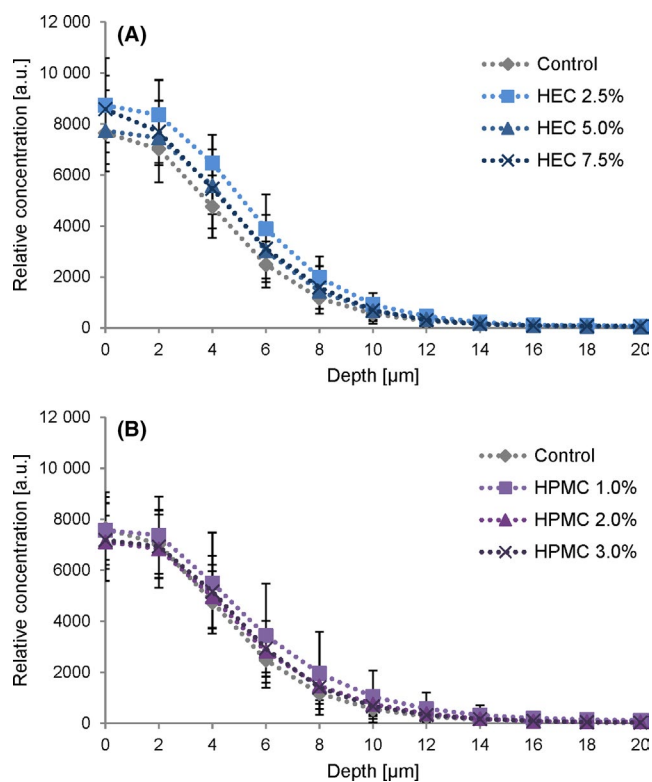 (A)
Relative concentration [a.u.]
12 000
10 000
8000
6000
4000
2000
0
Control
HEC 2.5%
HEC 5.0%
HEC 7.5%
0 2 4 6 8 10 12 14 16 18 20
Depth [µm]
(B)
Relative concentration [a.u.]
12 000
10 000
8000
6000
4000
2000
0
Control
HPMC 1.0%
HPMC 2.0%
HPMC 3.0%
0 2 4 6 8 10 12 14 16 18 20
Depth [µm]